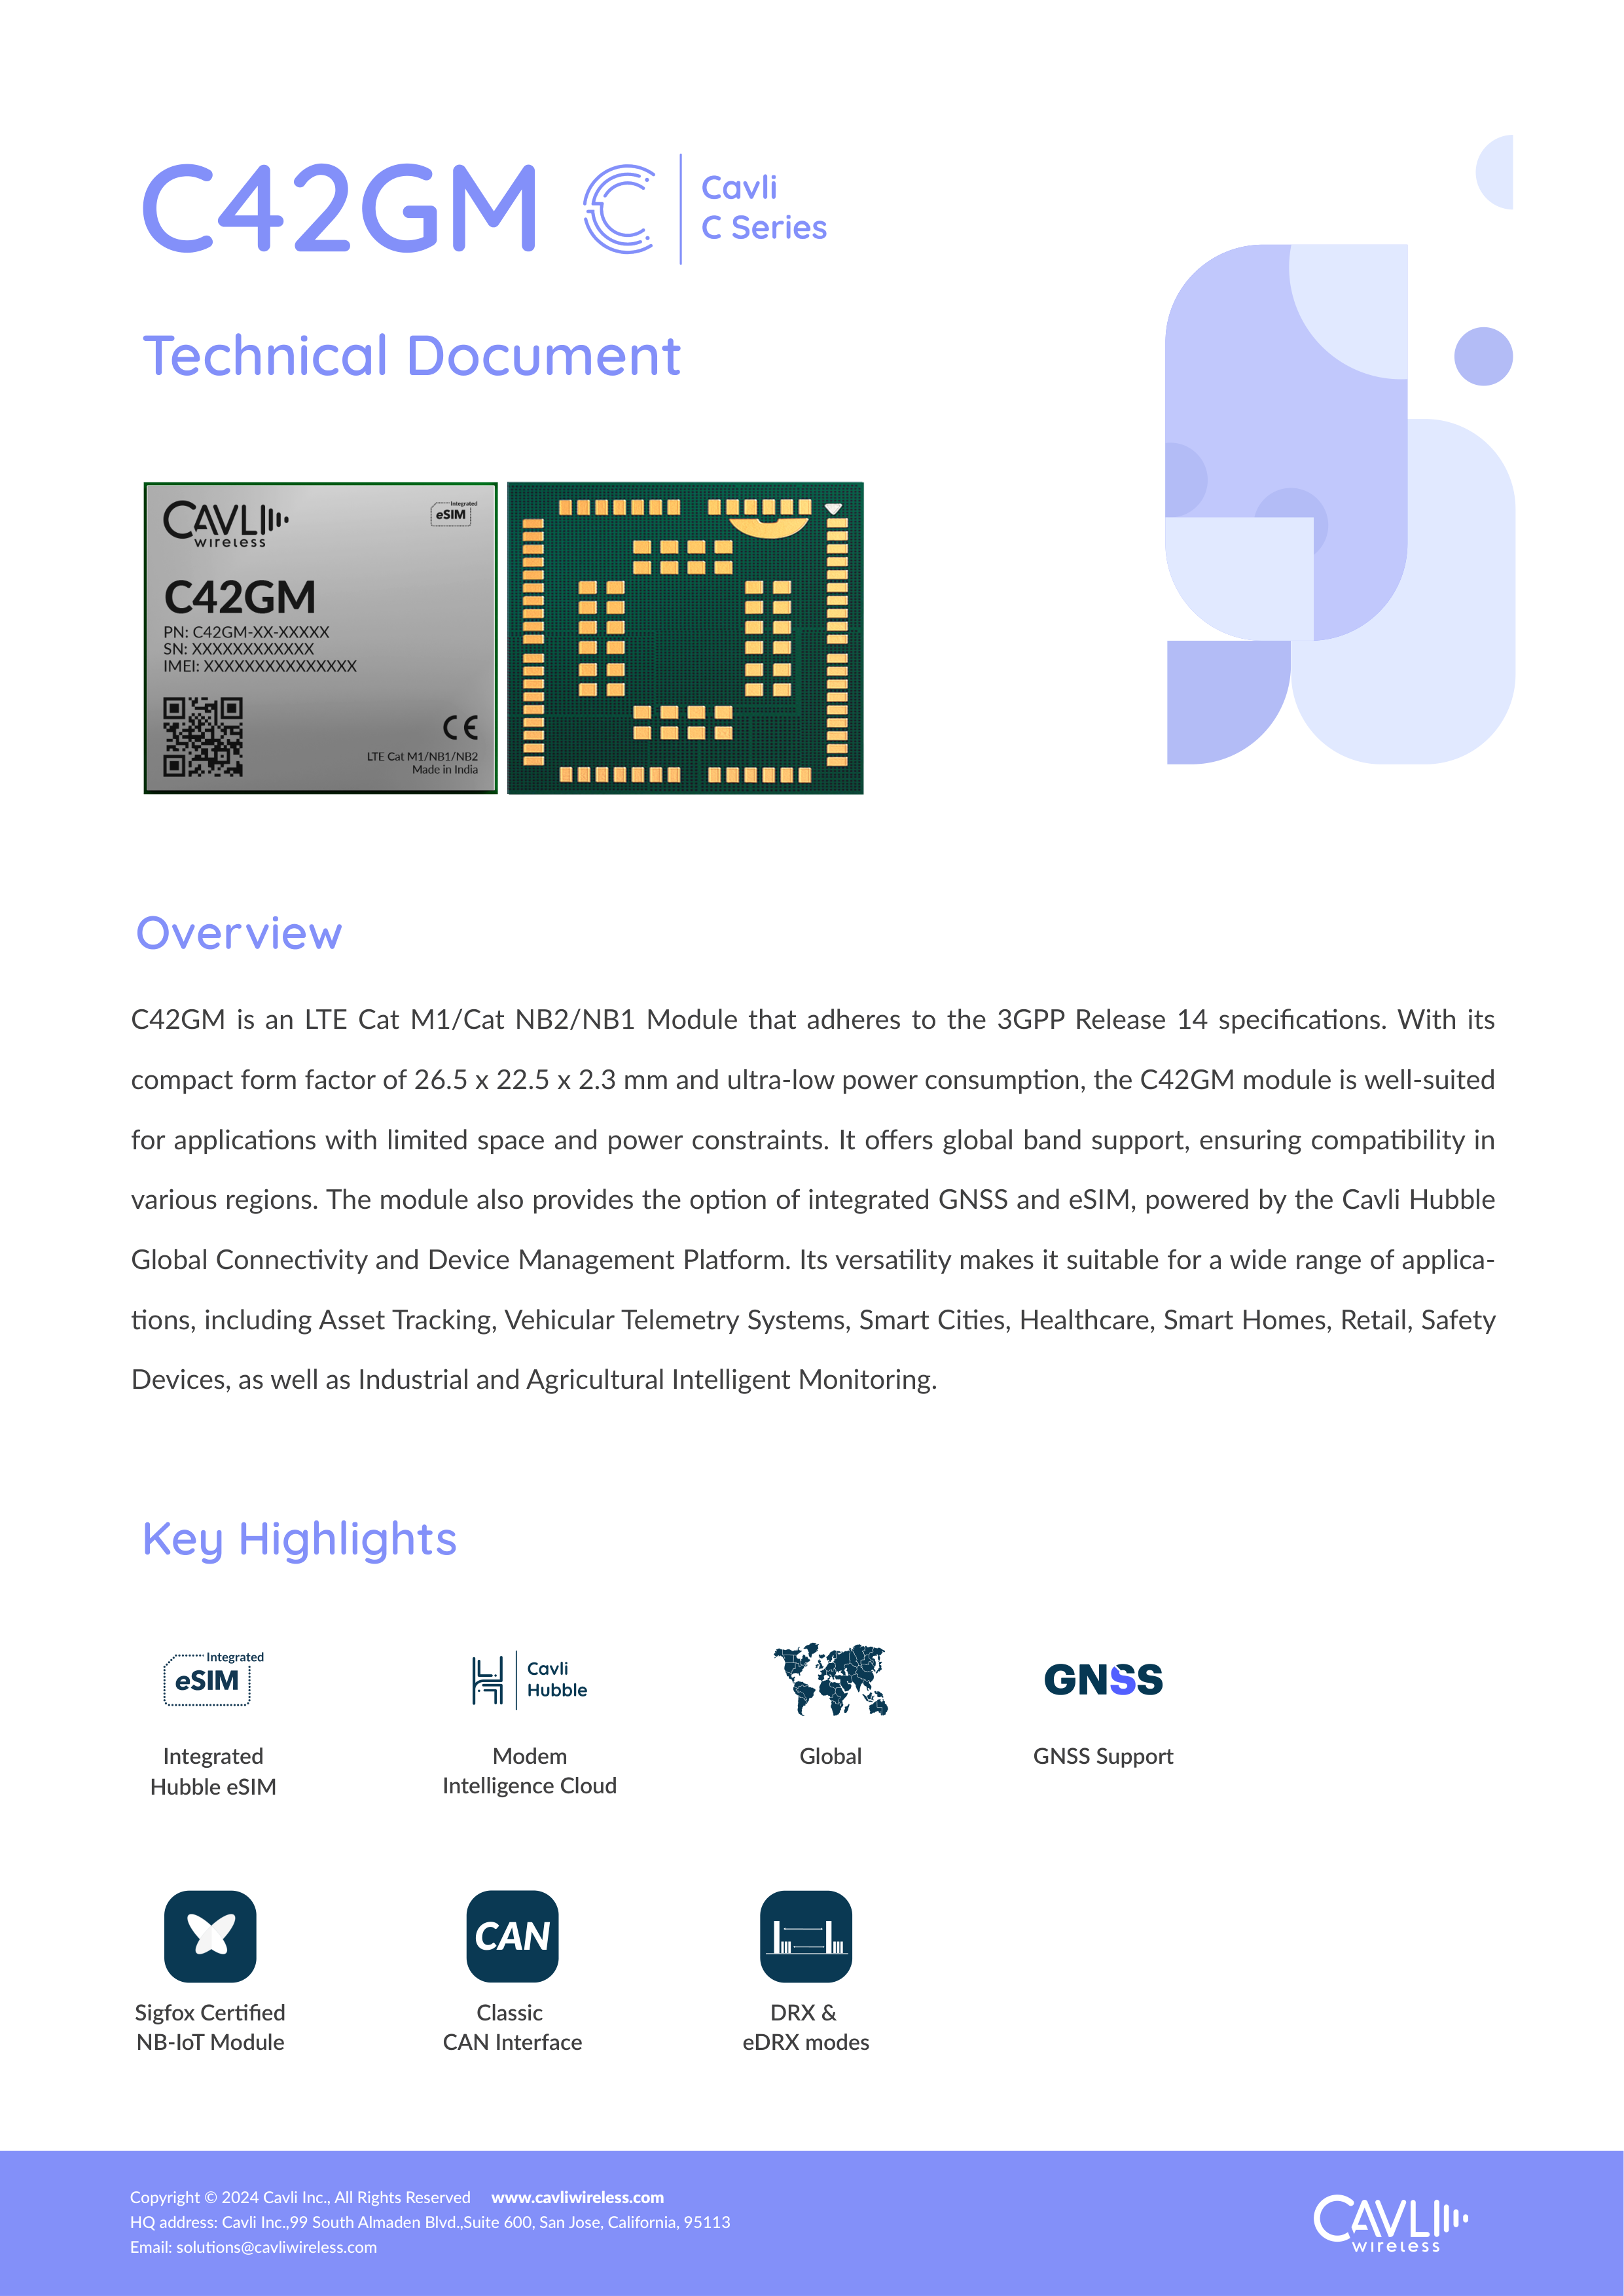 C42GM
Cavli
C Series
Technical Document
CAVLI
wireless
Integrated
eSIM
C42GM
PN: C42GM-XX-XXXXX
SN: XXXXXXXXXXXX
IMEI: XXXXXXXXXXXXXXX
LTE Cat M1/NB1/NB2
Made in India
Overview
C42GM is an LTE Cat M1/Cat NB2/NB1 Module that adheres to the 3GPP Release 14 specifications. With its
compact form factor of 26.5 x 22.5 x 2.3 mm and ultra-low power consumption, the C42GM module is well-suited
for applications with limited space and power constraints. It offers global band support, ensuring compatibility in
various regions. The module also provides the option of integrated GNSS and eSIM, powered by the Cavli Hubble
Global Connectivity and Device Management Platform. Its versatility makes it suitable for a wide range of applica-
tions, including Asset Tracking, Vehicular Telemetry Systems, Smart Cities, Healthcare, Smart Homes, Retail, Safety
Devices, as well as Industrial and Agricultural Intelligent Monitoring.
Key Highlights
Integrated
eSIM
Integrated
Hubble eSIM
Cavli
Hubble
Modem
Intelligence Cloud
Global
GNSS
GNSS Support
Sigfox Certified
NB-IoT Module
CAN
Classic
CAN Interface
DRX &
eDRX modes
Copyright © 2024 Cavli Inc., All Rights Reserved www.cavliwireless.com
HQ address: Cavli Inc.,99 South Almaden Blvd.,Suite 600, San Jose, California, 95113
Email: solutions@cavliwireless.com
CAVLI
wireless